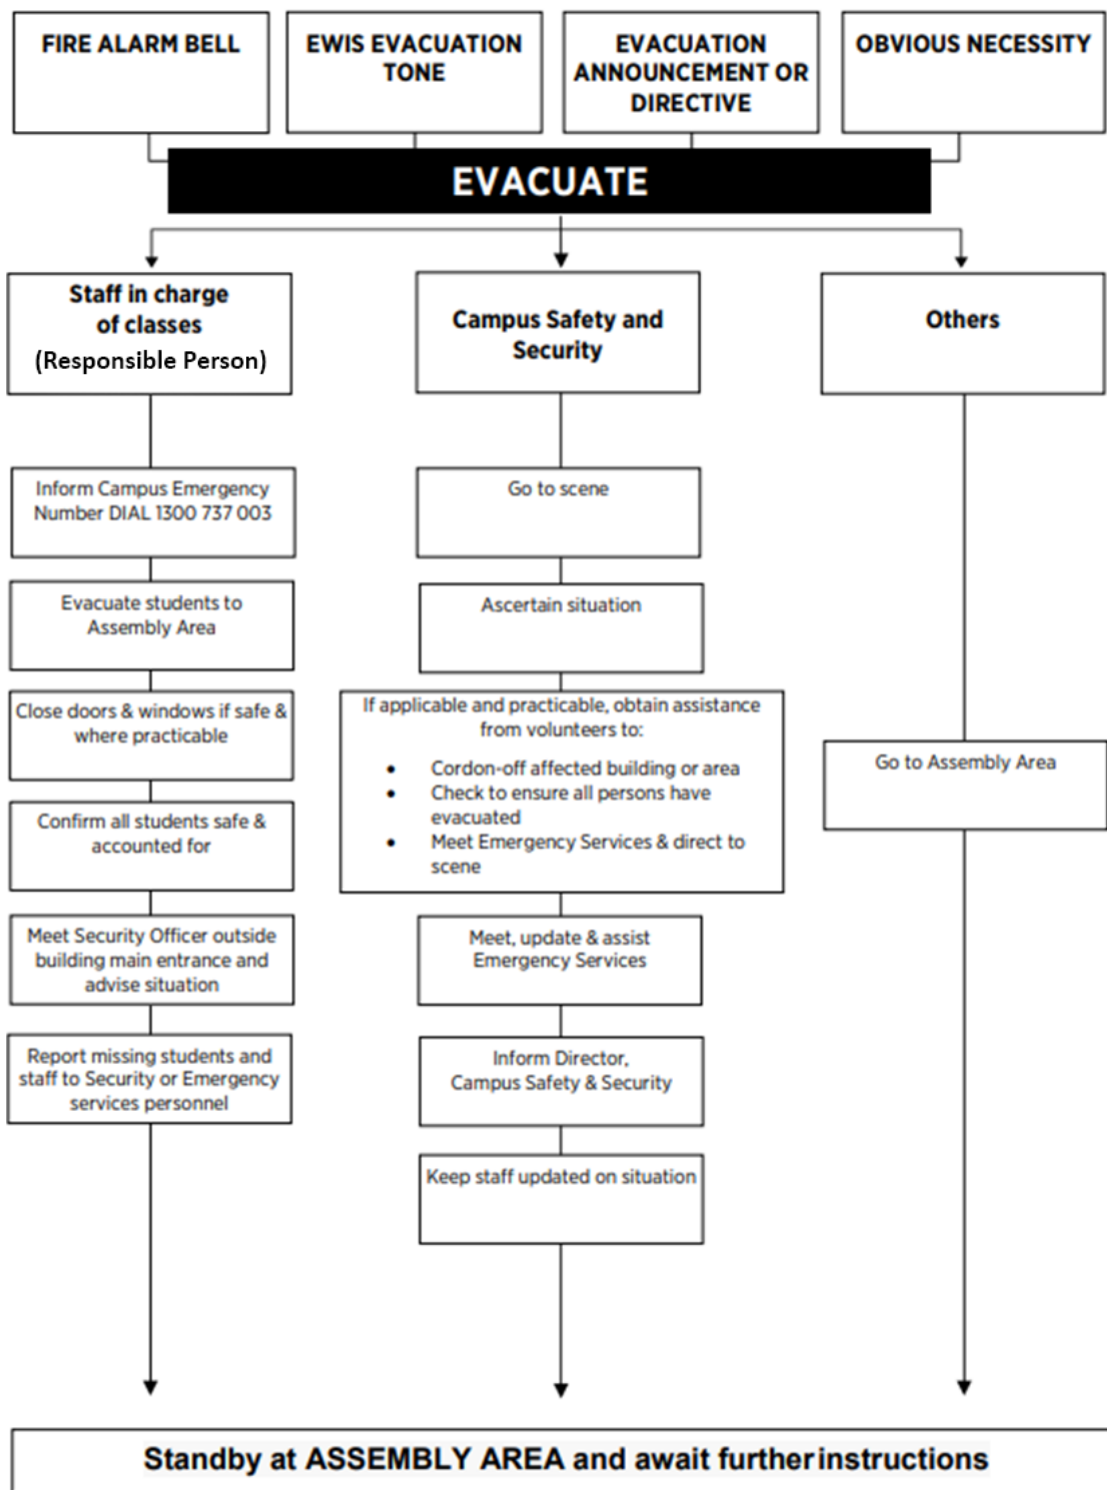 FIRE ALARM BELL
EWIS EVACUATION
TONE
EVACUATION
ANNOUNCEMENT OR
DIRECTIVE
OBVIOUS NECESSITY
EVACUATE
Staff in charge
of classes
(Responsible Person)
Inform Campus Emergency
Number DIAL 1300 737 003
Evacuate students to
Assembly Area
Close doors & windows if safe &
where practicable
Confirm all students safe &
accounted for
Meet Security Officer outside
building main entrance and
advise situation
Report missing students and
staff to Security or Emergency
services personnel
Campus Safety and
Security
Go to scene
Ascertain situation
If applicable and practicable, obtain assistance
from volunteers to:
• Cordon-off affected building or area
• Check to ensure all persons have
evacuated
• Meet Emergency Services & direct to
scene
Meet, update & assist
Emergency Services
Inform Director,
Campus Safety & Security
Keep staff updated on situation
Others
Go to Assembly Area
Standby at ASSEMBLY AREA and await further instructions